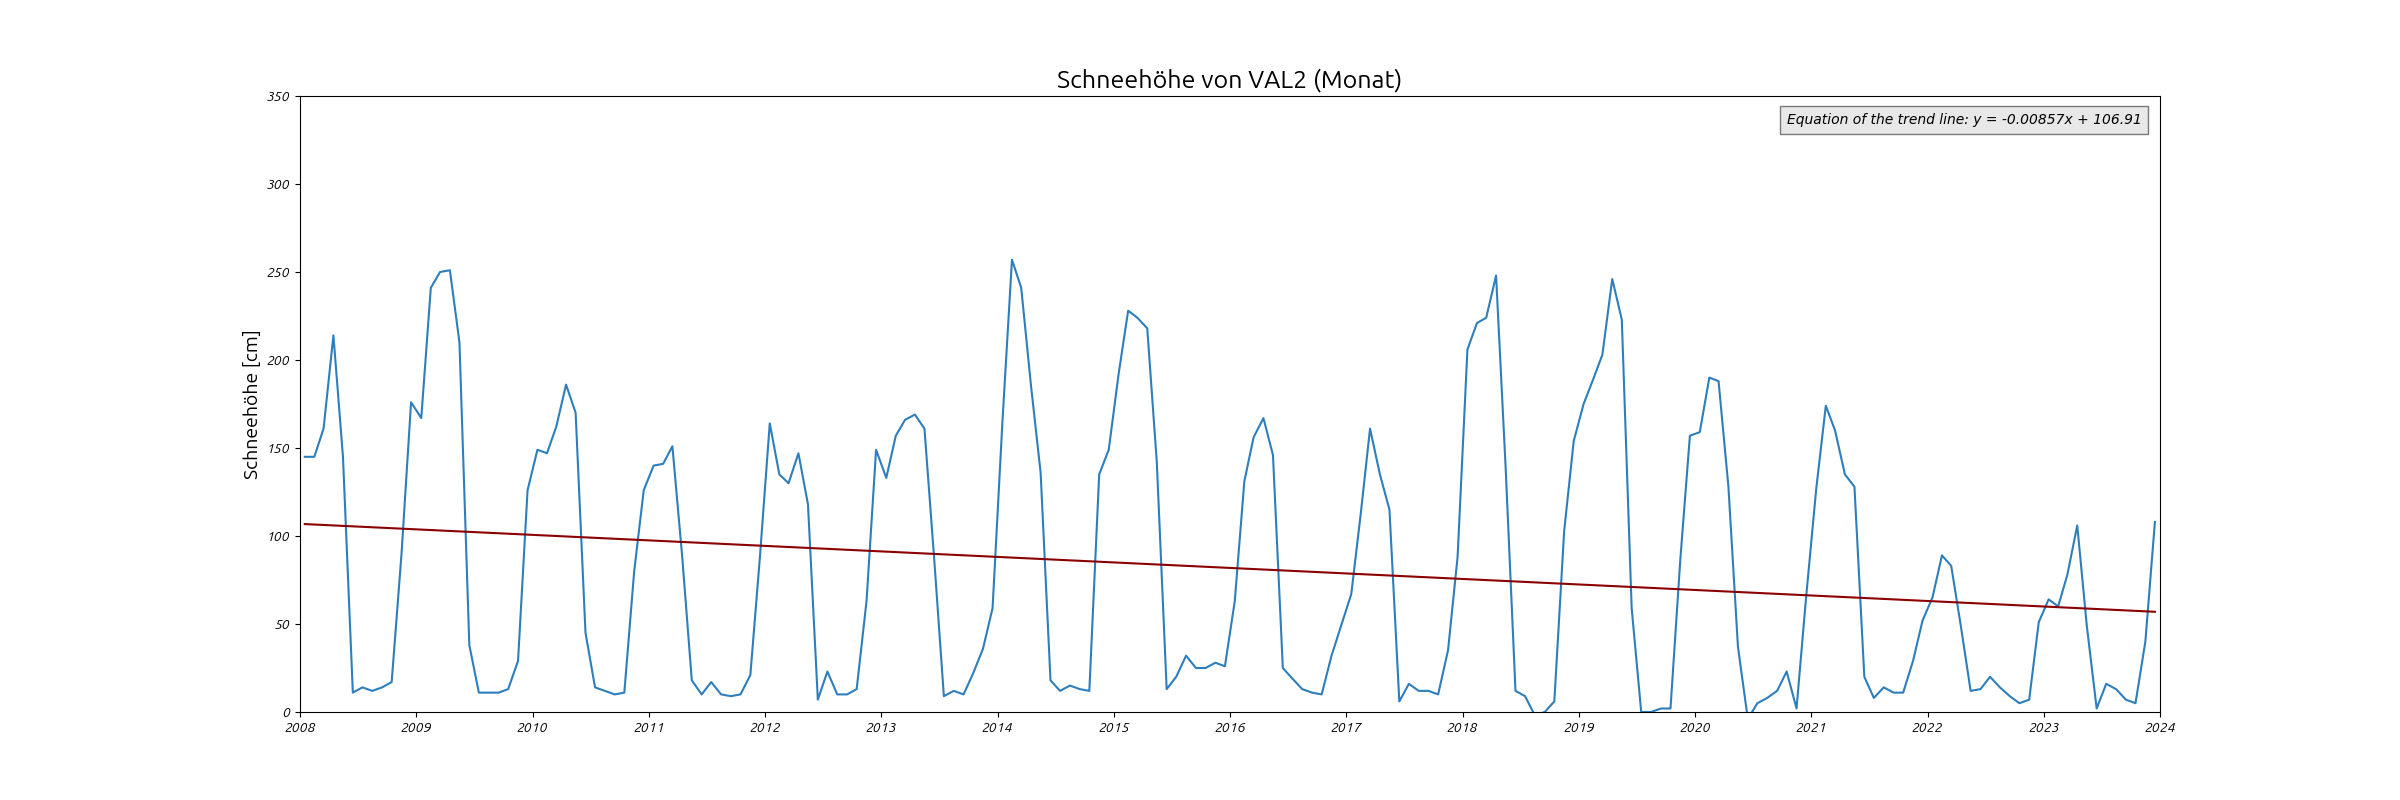 Schneehöhe von VAL2 (Monat)
Equation of the trend line: y = -0.00857x + 106.91
Schneehöhe [cm]
350
300
250
200
150
100
50
0
2008 2009 2010 2011 2012 2013 2014 2015 2016 2017 2018 2019 2020 2021 2022 2023 2024